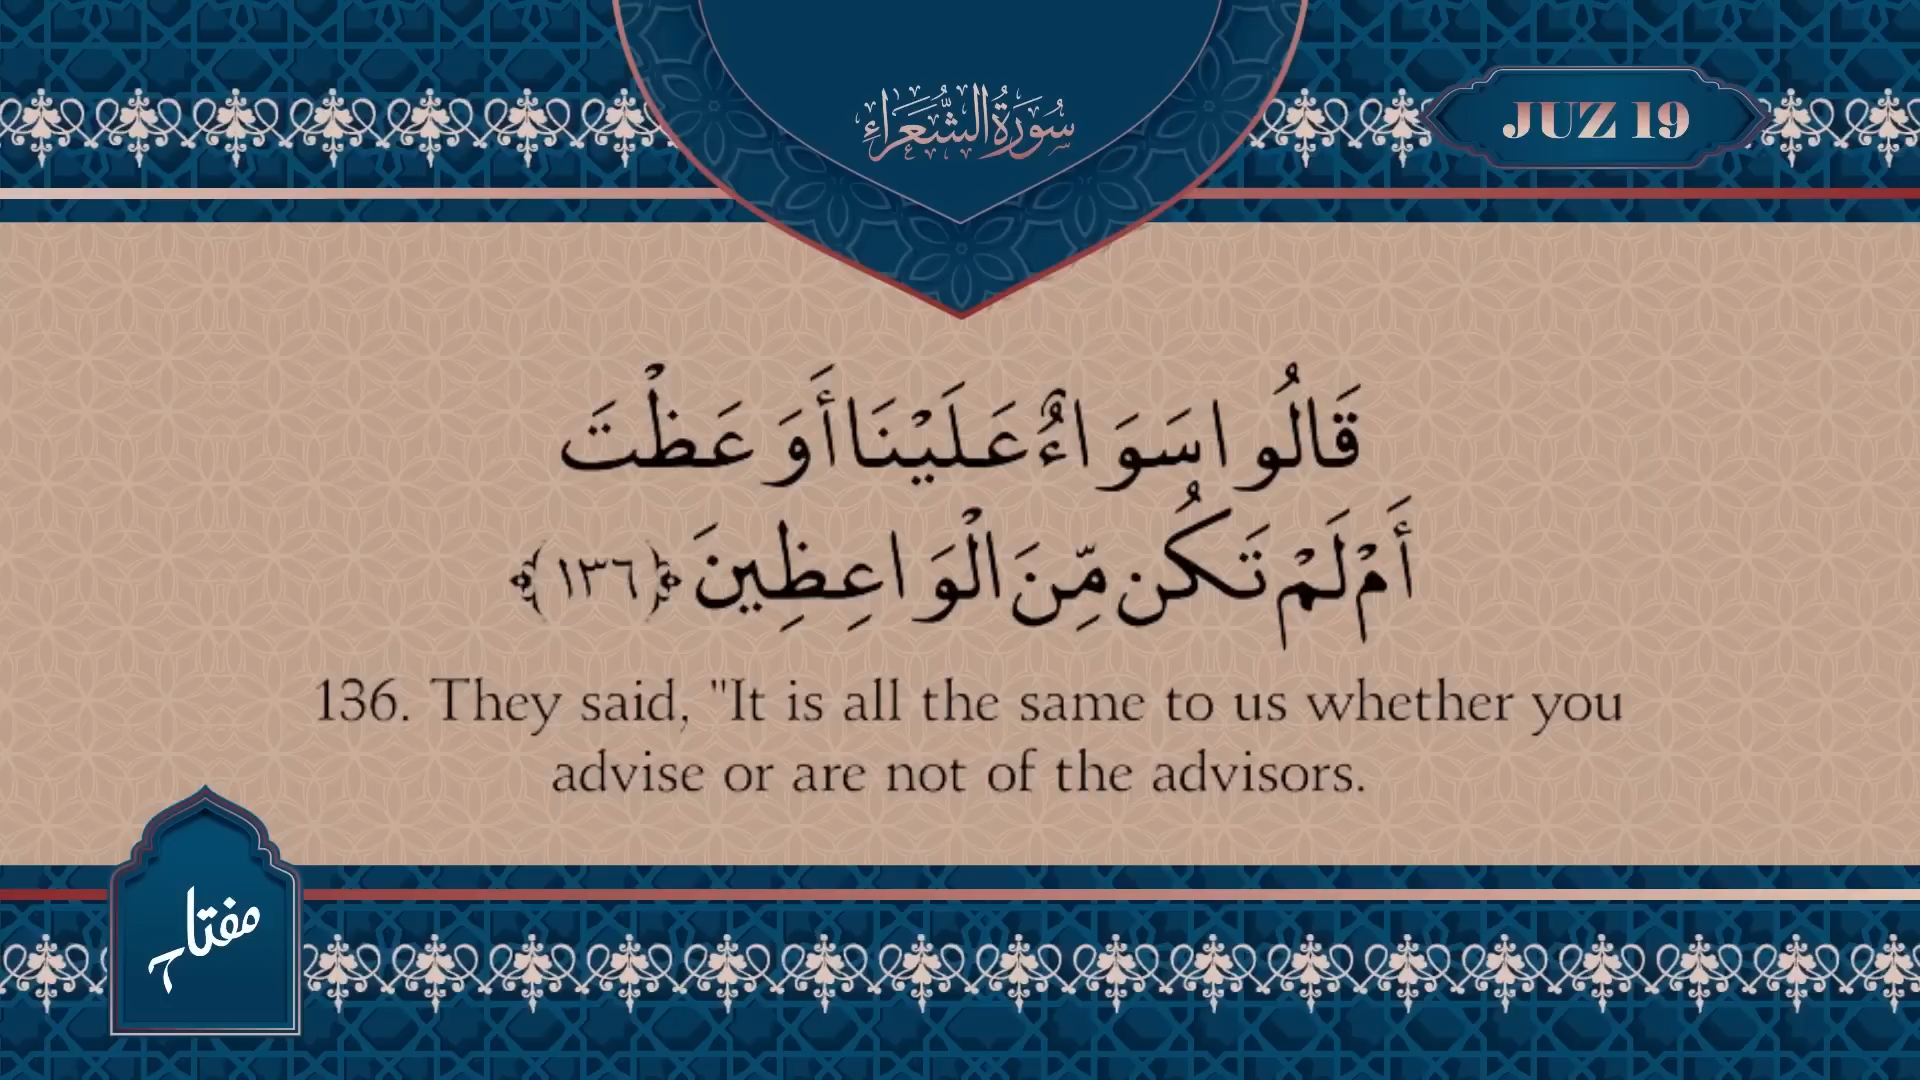 سُورَةُ الشُّعَرَاءِ
JUZ 19
قَالُوا سَوَاءٌ عَلَيْنَا أَوَعَظْتَ
أَمْ لَمْ تَكُن مِّنَ الْوَاعِظِينَ ﴿١٣٦﴾
136. They said, "It is all the same to us whether you
advise or are not of the advisors.
مفتاح